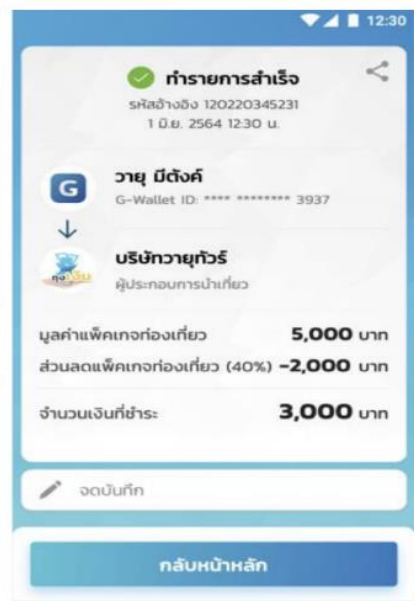 12:30
ทำรายการสำเร็จ
รหัสอ้างอิง 120220345231
1 มิ.ย. 2564 12:30 น.
G
วายุ มีตังค์
G-Wallet ID: **** ******** 3937
ถุงเงิน
บริษัทวายุทัวร์
ผู้ประกอบการนำเที่ยว
มูลค่าแพ็คเกจท่องเที่ยว 5,000 บาท
ส่วนลดแพ็คเกจท่องเที่ยว (40%) -2,000 บาท
จำนวนเงินที่ชำระ 3,000 บาท
จดบันทึก
กลับหน้าหลัก